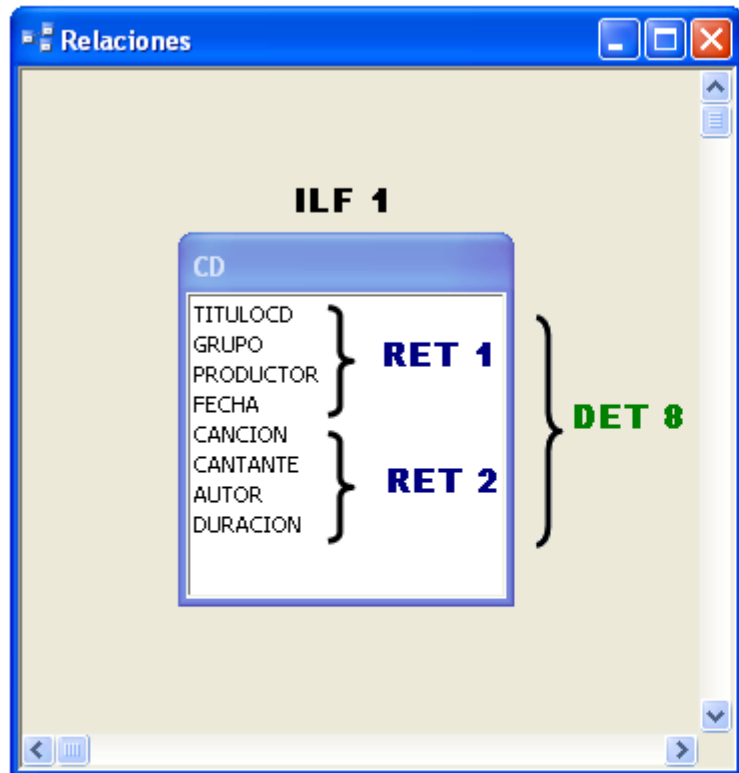 Relaciones
ILF 1
CD
TITULOCD
GRUPO
PRODUCTOR
FECHA
CANCION
CANTANTE
AUTOR
DURACION
RET 1
RET 2
DET 8